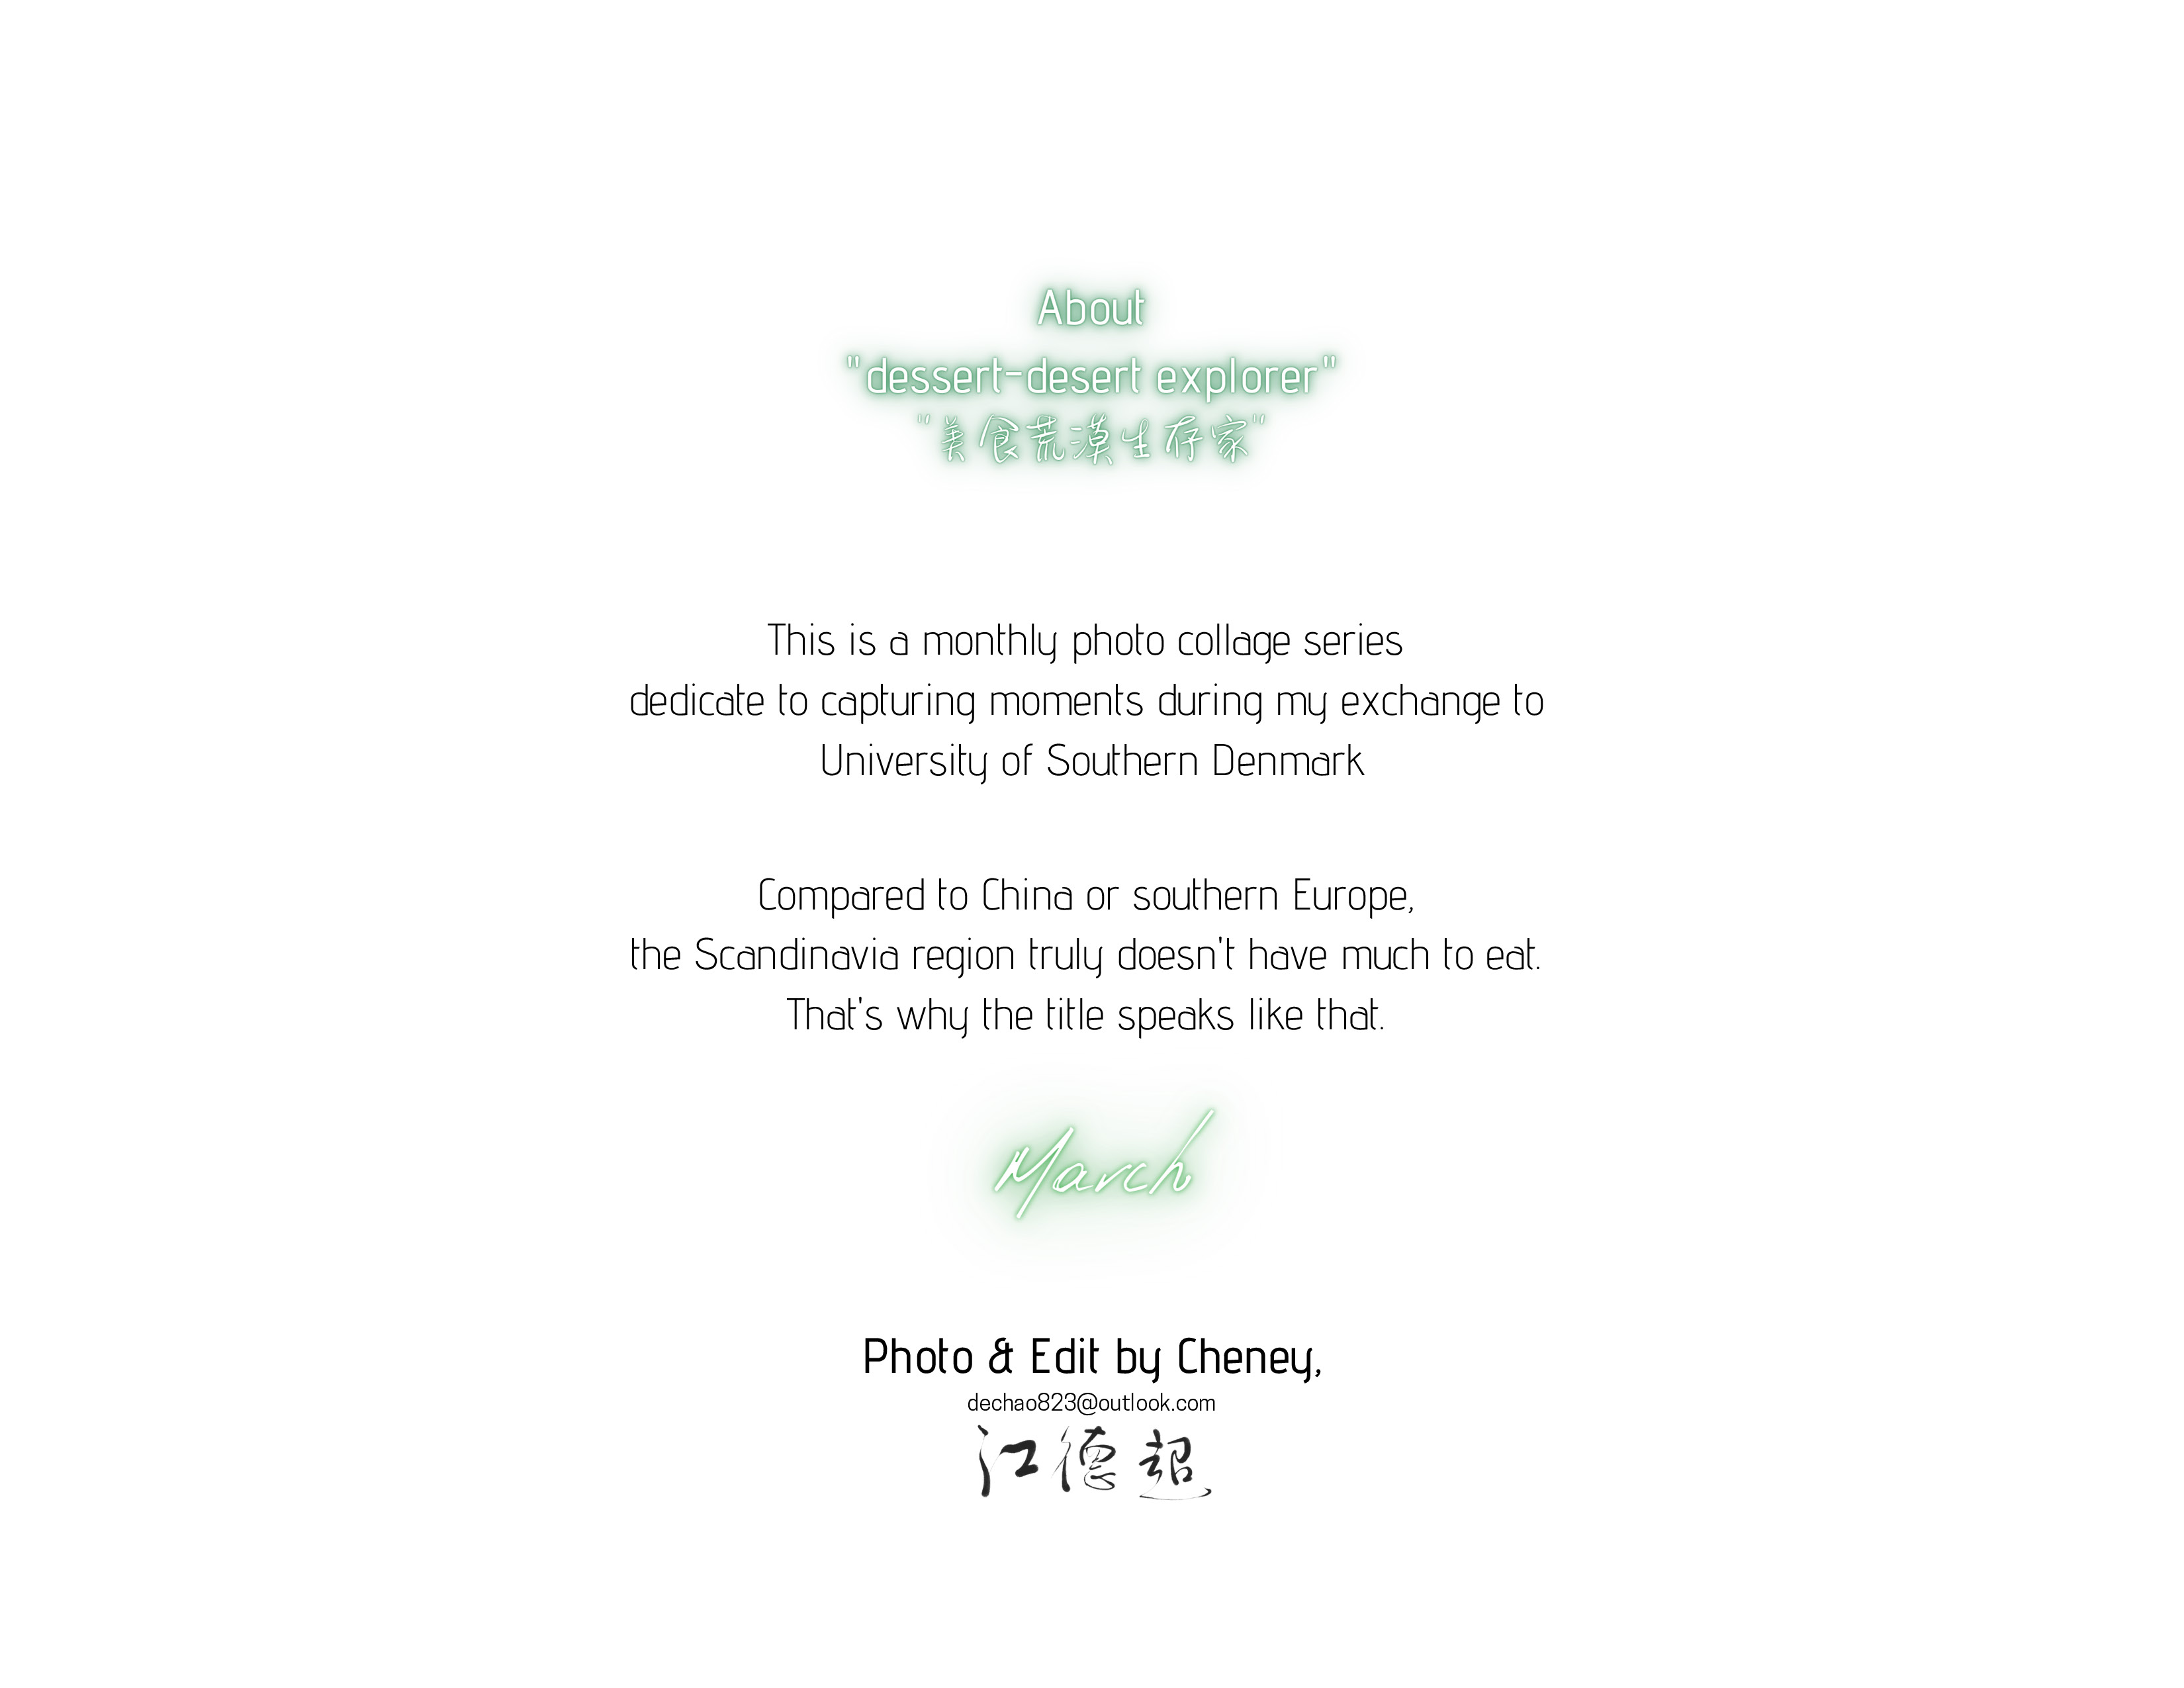 About
"dessert-desert explorer"
"美食荒漠生存家"
This is a monthly photo collage series
dedicate to capturing moments during my exchange to
University of Southern Denmark
Compared to China or southern Europe,
the Scandinavia region truly doesn't have much to eat.
That's why the title speaks like that.
March
Photo & Edit by Cheney,
dechao823@outlook.com
江德超